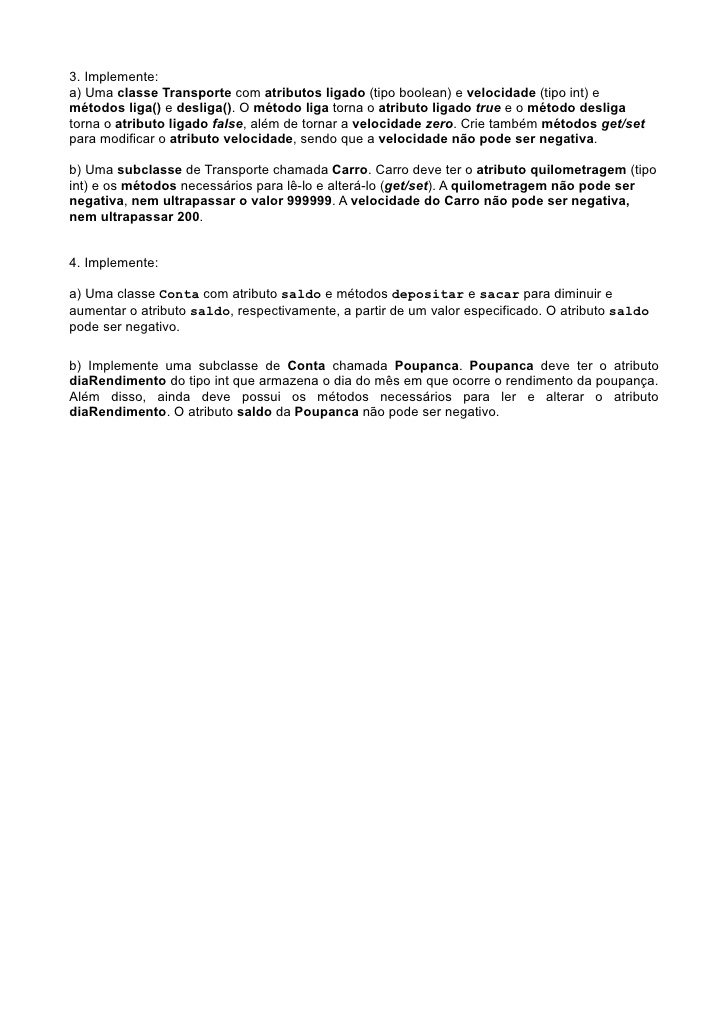 3. Implemente:
a) Uma classe Transporte com atributos ligado (tipo boolean) e velocidade (tipo int) e
métodos liga() e desliga(). O método liga torna o atributo ligado true e o método desliga
torna o atributo ligado false, além de tornar a velocidade zero. Crie também métodos get/set
para modificar o atributo velocidade, sendo que a velocidade não pode ser negativa.
b) Uma subclasse de Transporte chamada Carro. Carro deve ter o atributo quilometragem (tipo
int) e os métodos necessários para lê-lo e alterá-lo (get/set). A quilometragem não pode ser
negativa, nem ultrapassar o valor 999999. A velocidade do Carro não pode ser negativa,
nem ultrapassar 200.
4. Implemente:
a) Uma classe Conta com atributo saldo e métodos depositar e sacar para diminuir e
aumentar o atributo saldo, respectivamente, a partir de um valor especificado. O atributo saldo
pode ser negativo.
b) Implemente uma subclasse de Conta chamada Poupanca. Poupanca deve ter o atributo
diaRendimento do tipo int que armazena o dia do mês em que ocorre o rendimento da poupança.
Além disso, ainda deve possui os métodos necessários para ler e alterar o atributo
diaRendimento. O atributo saldo da Poupanca não pode ser negativo.